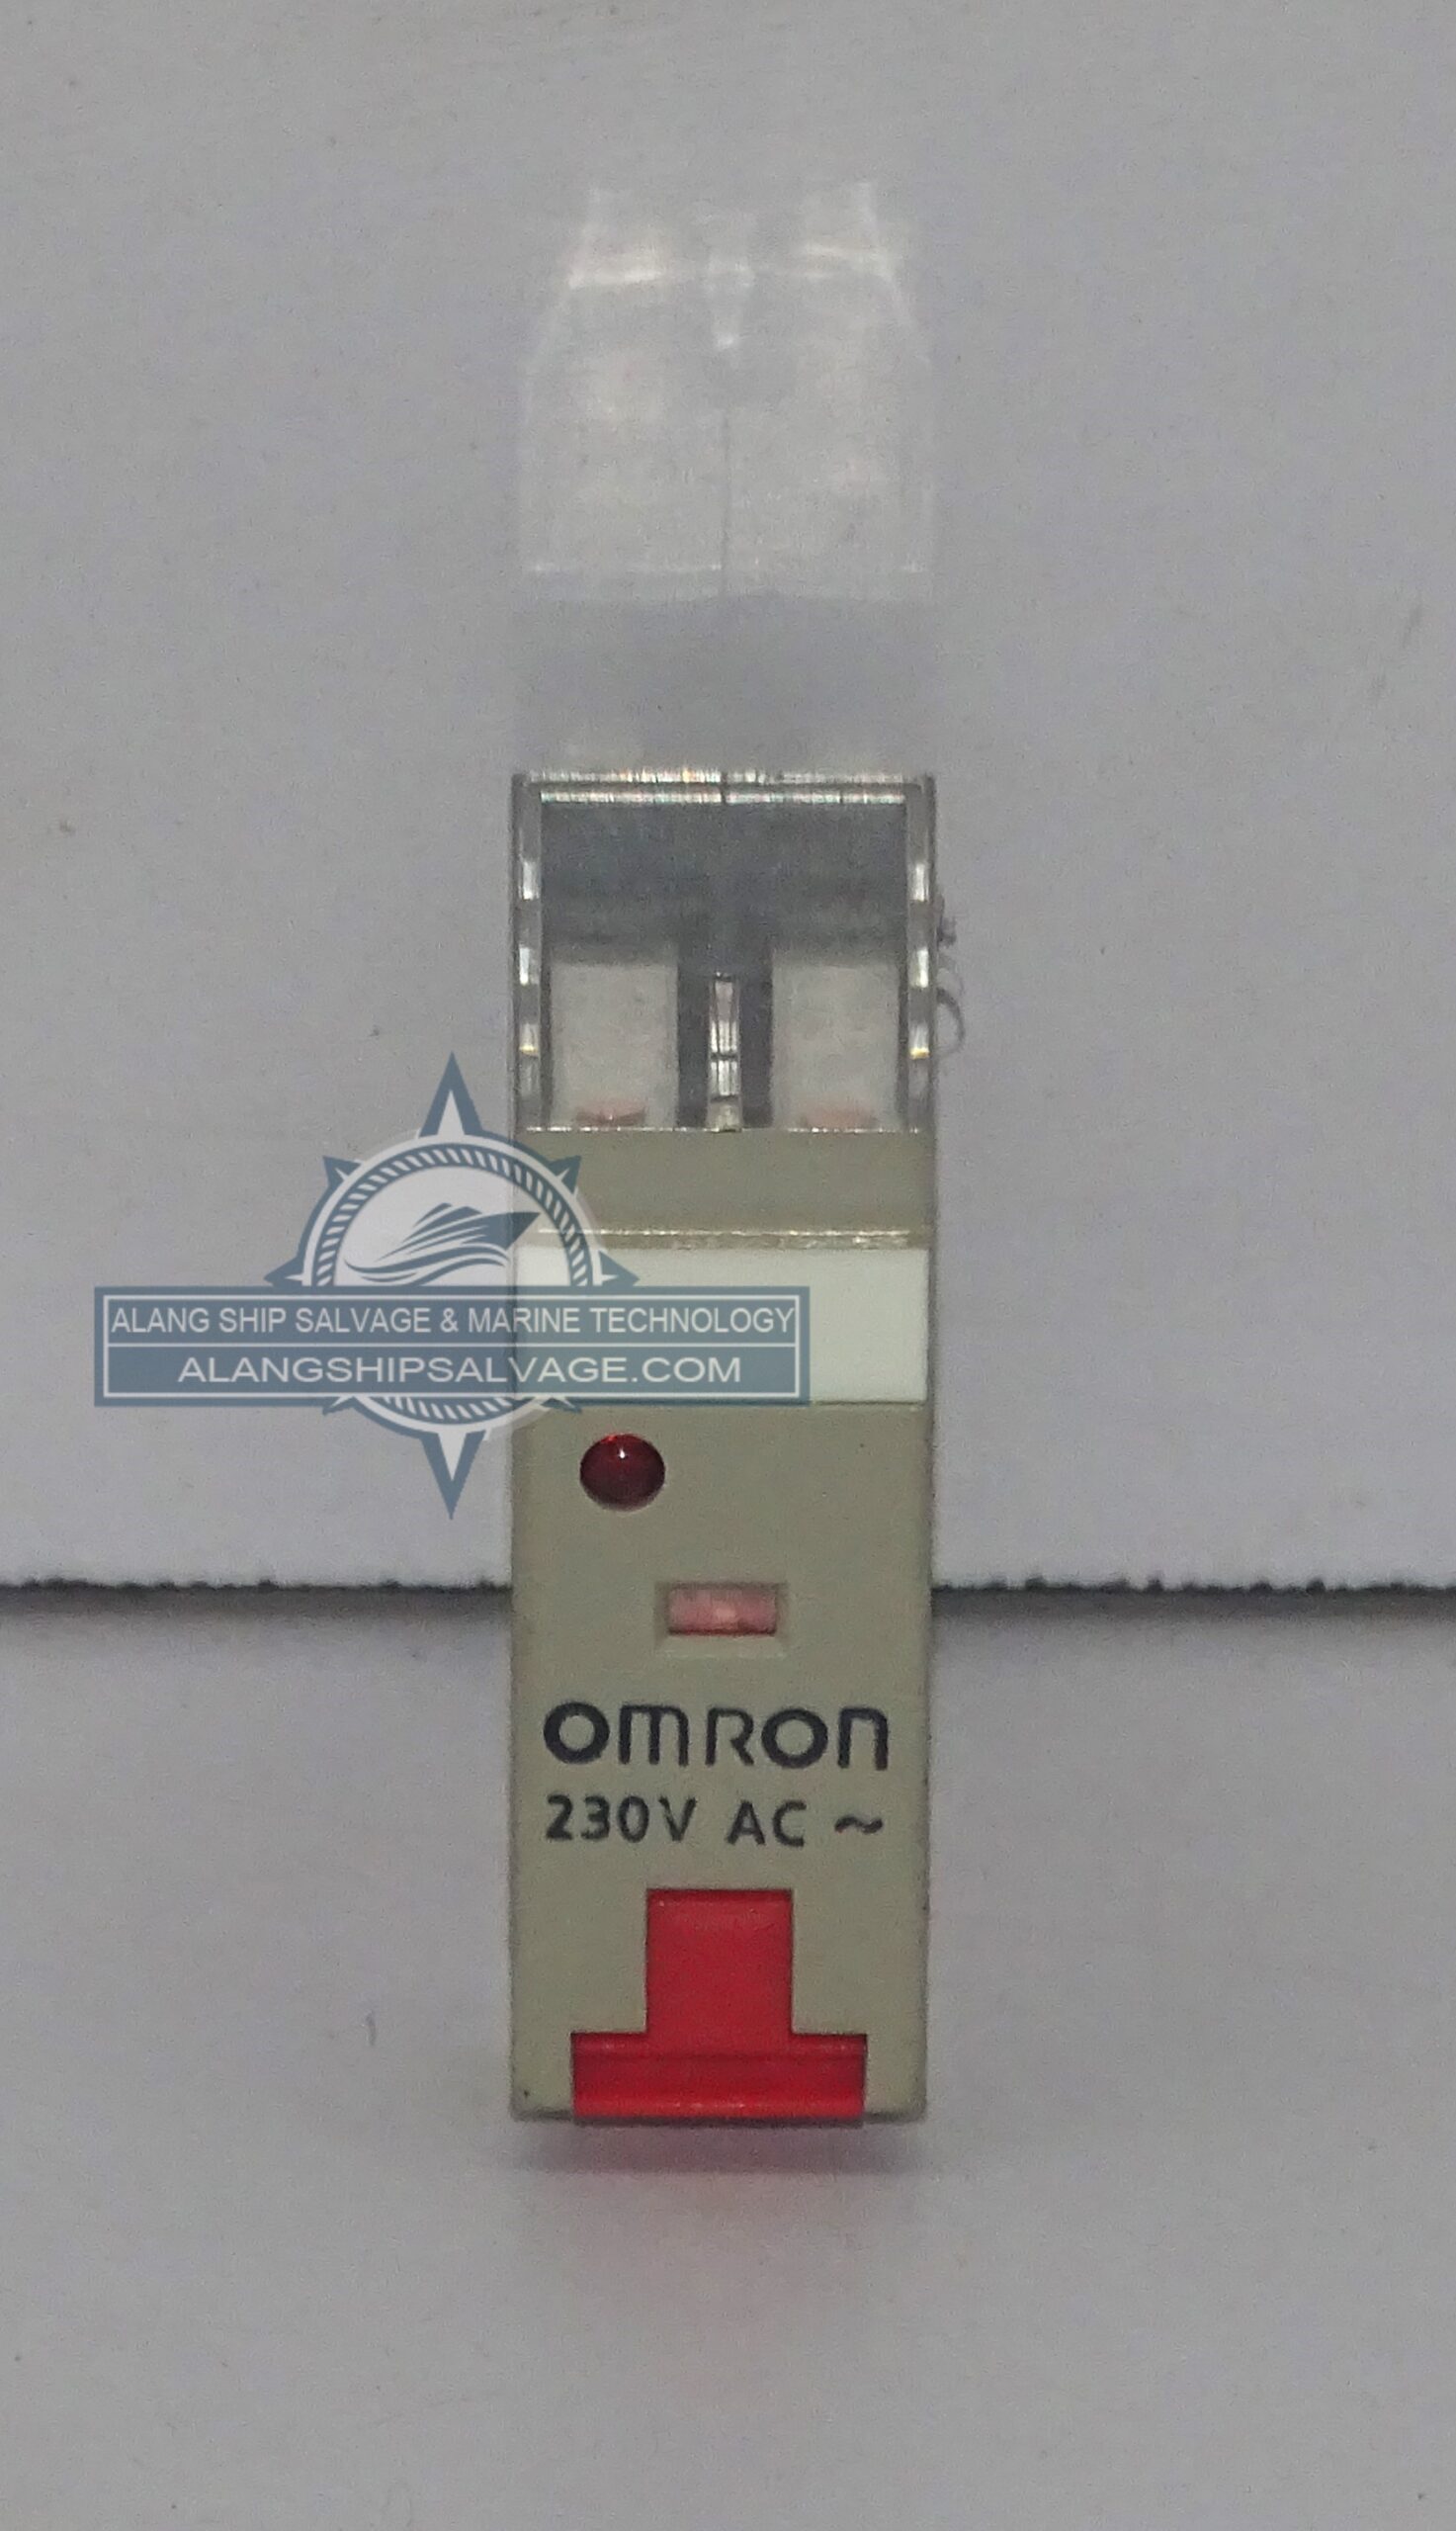 ALANG SHIP SALVAGE & MARINE TECHNOLOGY
ALANGSHIPSALVAGE.COM
omron
230V AC ~